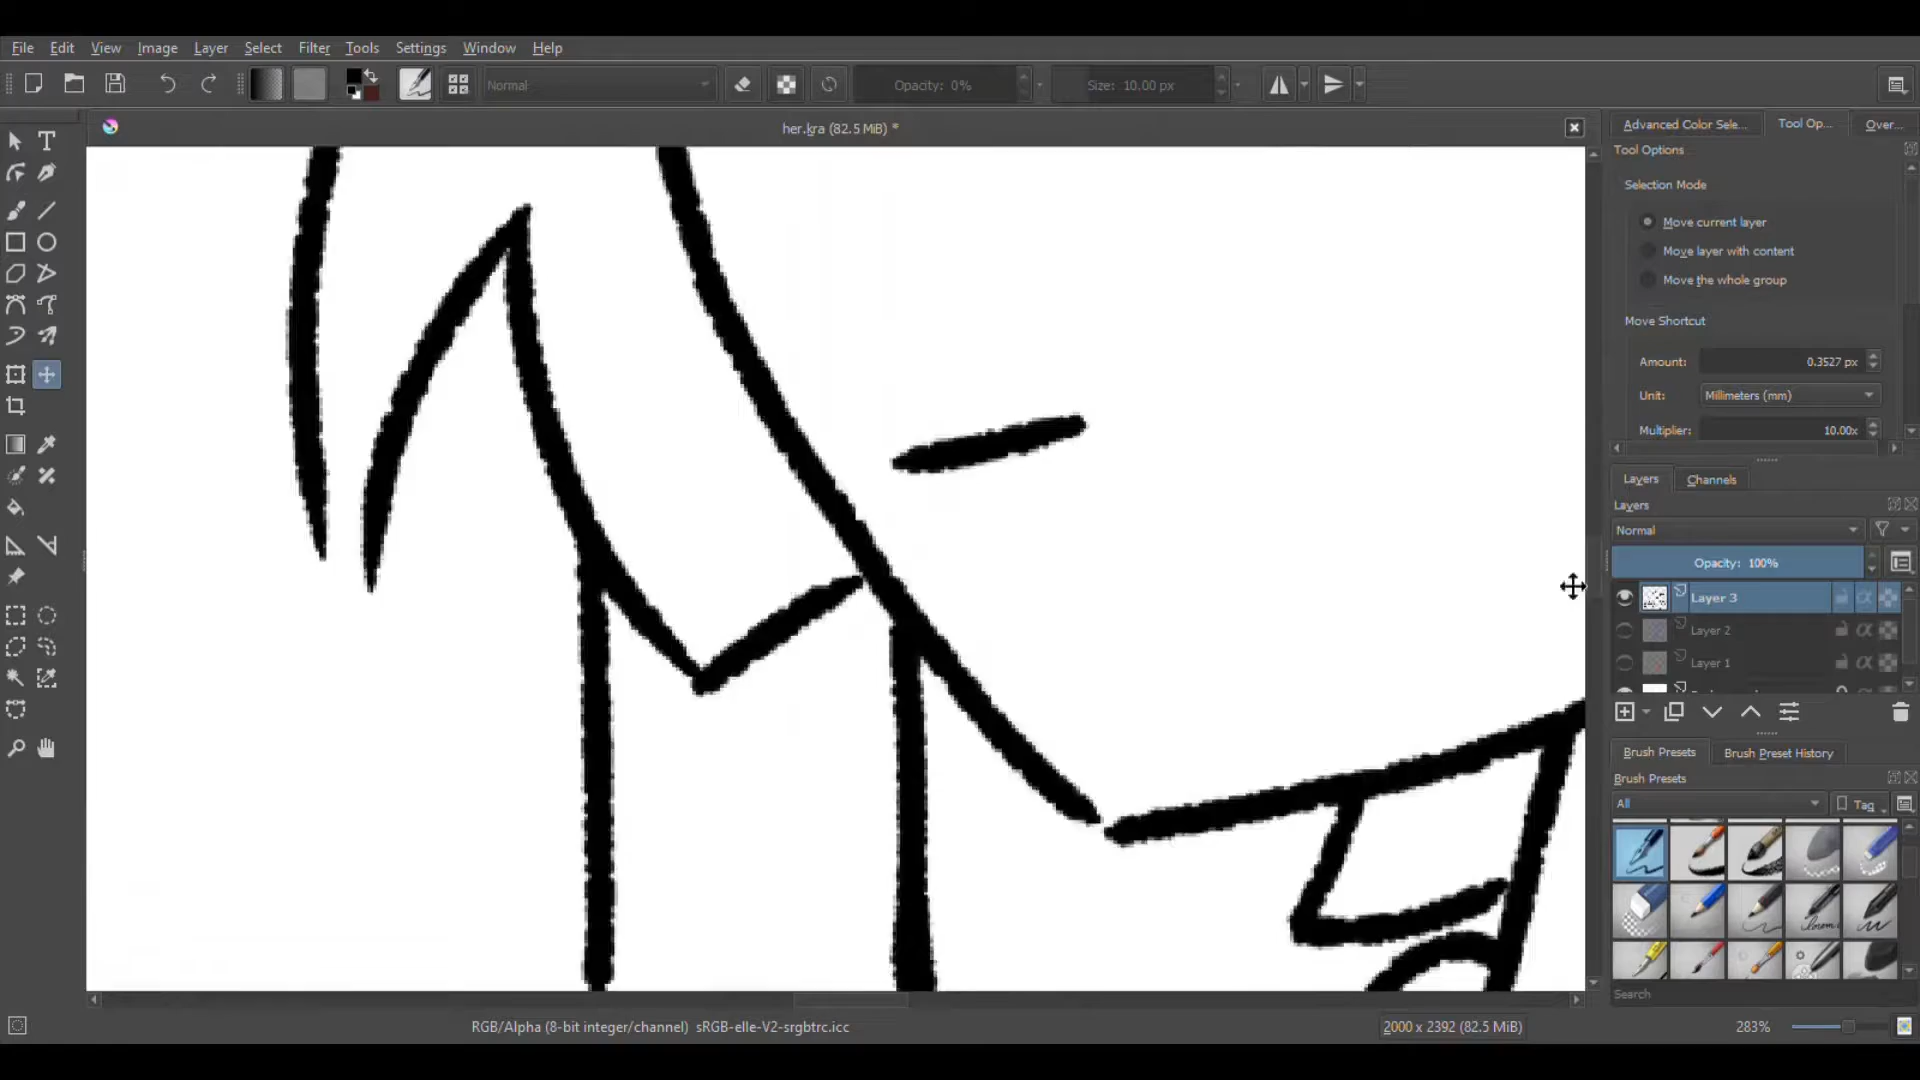 File Edit View Image Layer Select Filter Tools Settings Window Help
Normal Opacity: 0% Size: 10.00 px
her.kra (82.5 MiB) *
Advanced Color Sele... Tool Op... Over...
Tool Options
Selection Mode
Move current layer
Move layer with content
Move the whole group
Move Shortcut
Amount: 0.3527 px
Unit: Millimeters (mm)
Multiplier: 10.00x
Layers Channels
Layers
Normal
Opacity: 100%
Layer 3
Layer 2
Layer 1
Brush Presets Brush Preset History
Brush Presets
All Tag
Search
RGB/Alpha (8-bit integer/channel) sRGB-elle-V2-srgbtrc.icc 2000 x 2392 (82.5 MiB) 283%